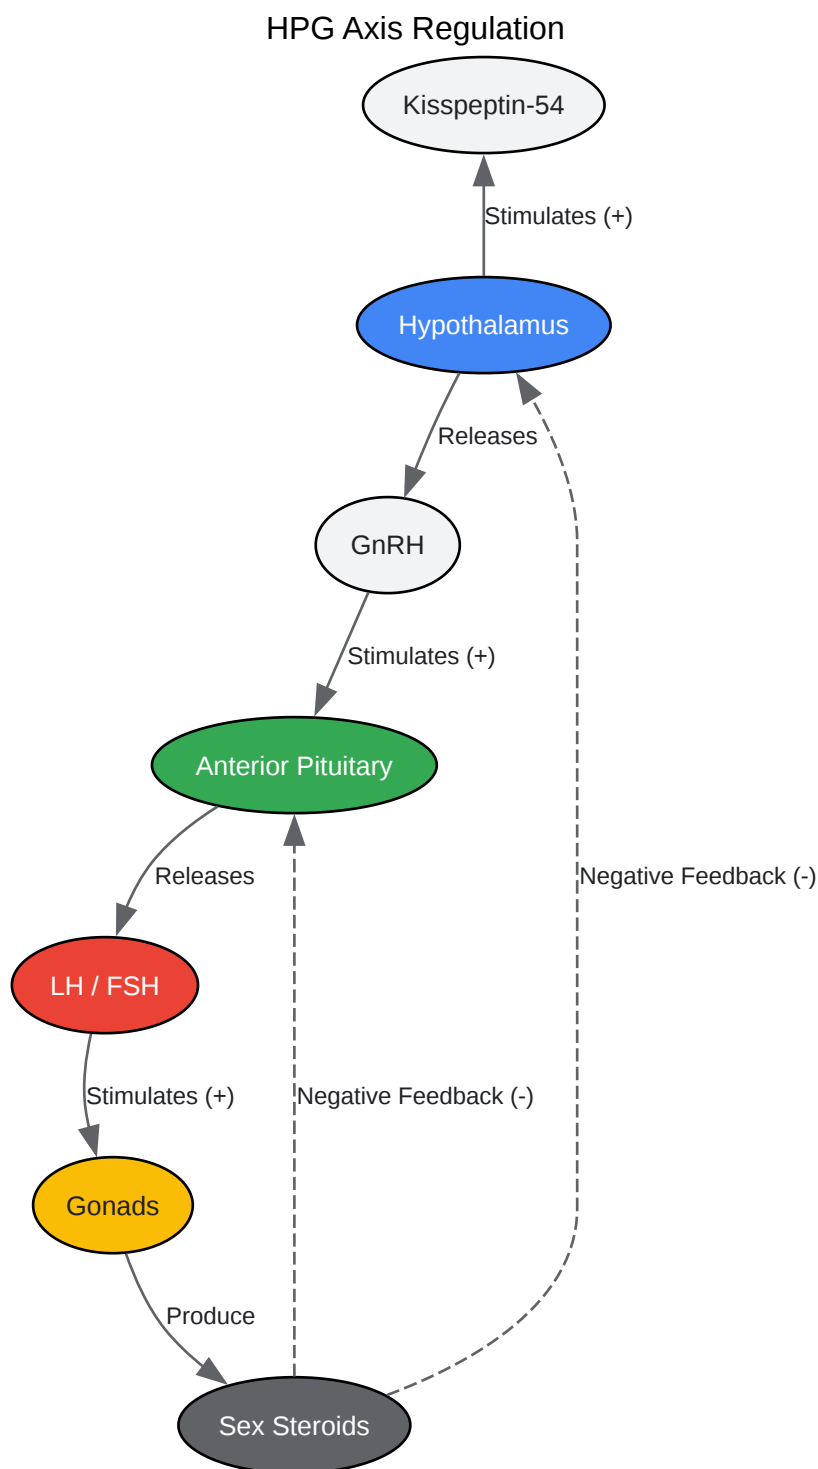 HPG Axis Regulation
Kisspeptin-54
Stimulates (+)
Hypothalamus
Releases
GnRH
Stimulates (+)
Anterior Pituitary
Releases
Negative Feedback (-)
LH / FSH
Stimulates (+)
Negative Feedback (-)
Gonads
Produce
Sex Steroids